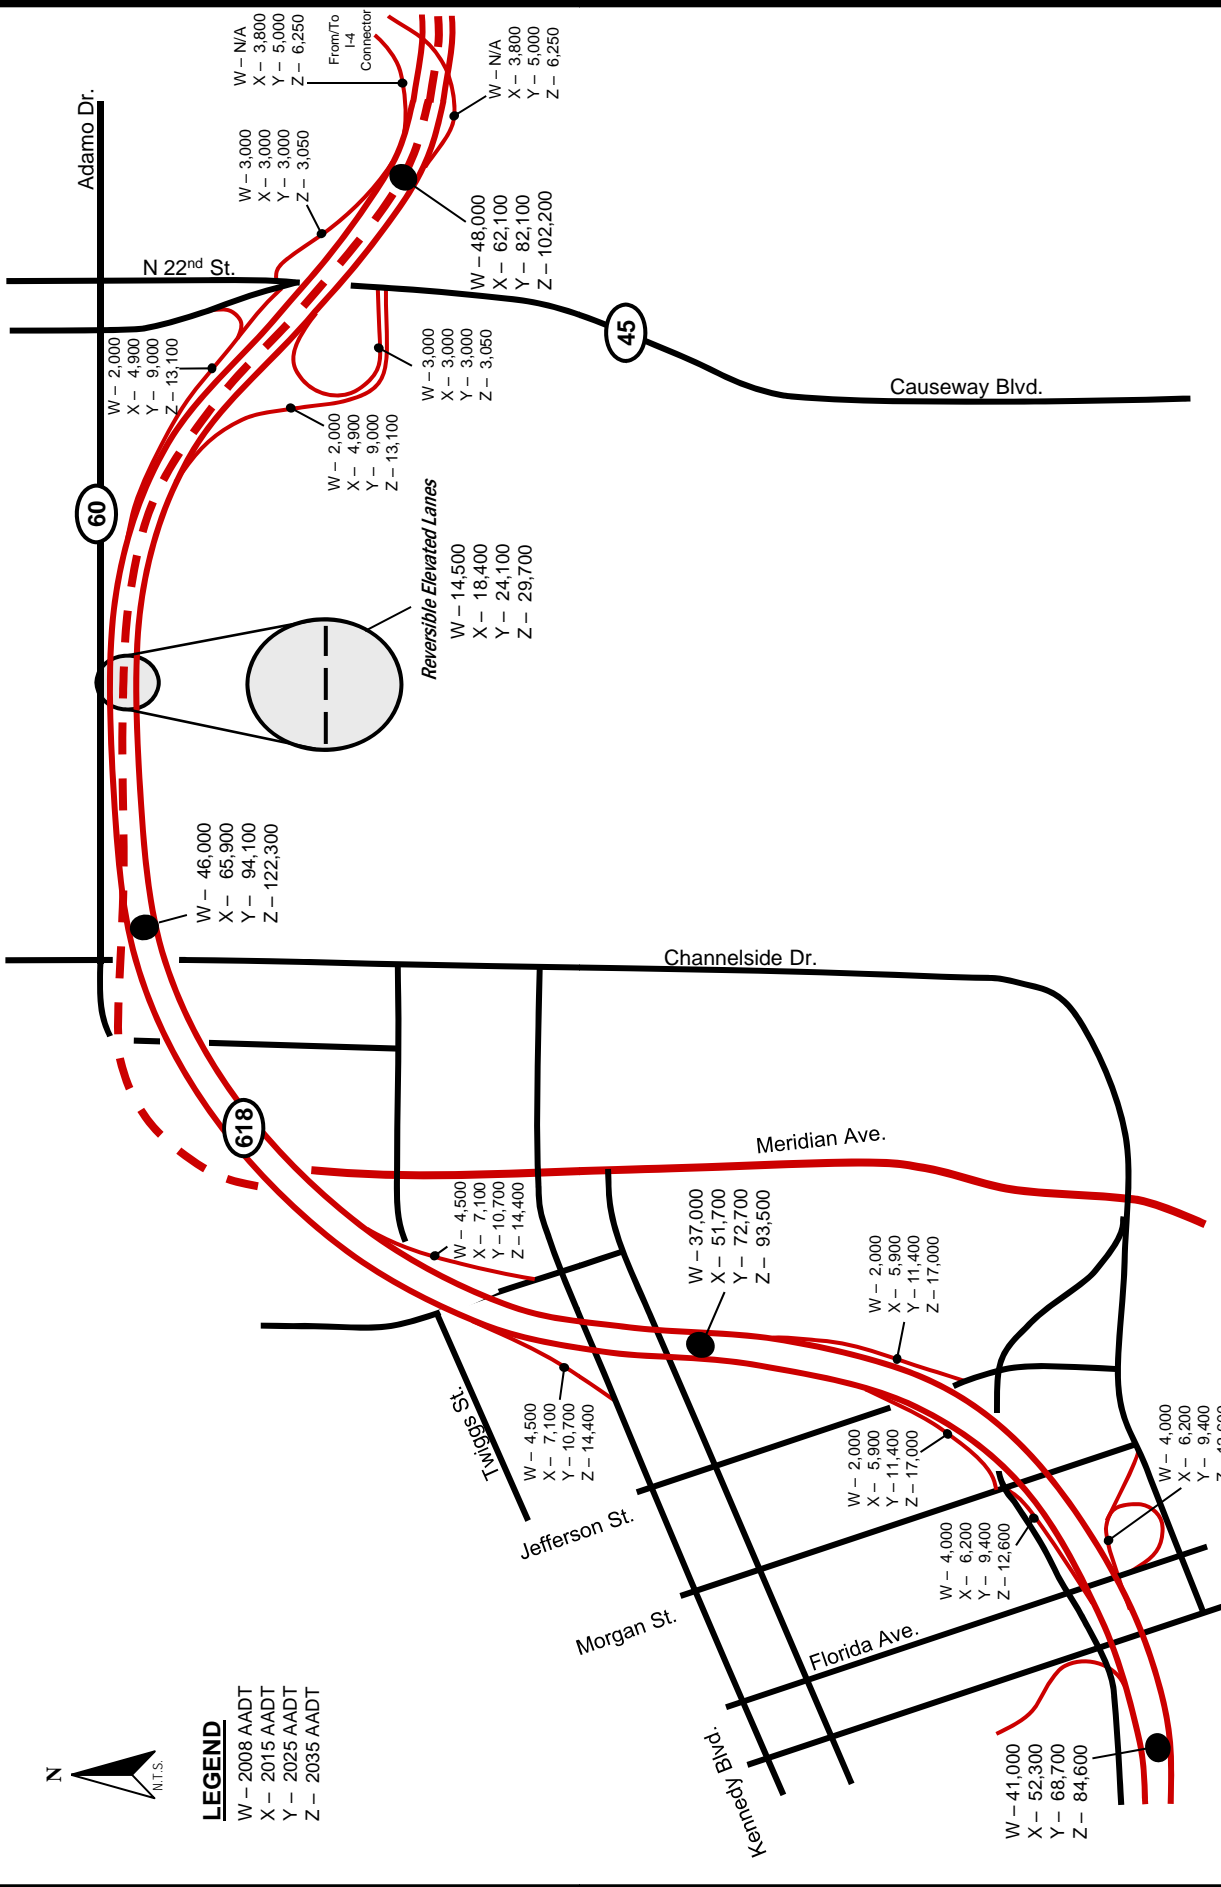 Adamo Dr.
W – N/A
X – 3,800
Y – 5,000
Z – 6,250
From/To
I-4
Connector
W – N/A
X – 3,800
Y – 5,000
Z – 6,250
W – 3,000
X – 3,000
Y – 3,000
Z – 3,050
N 22nd St.
W – 48,000
X – 62,100
Y – 82,100
Z – 102,200
W – 2,000
X – 4,900
Y – 9,000
Z – 13,100
W – 3,000
X – 3,000
Y – 3,000
Z – 3,050
45
Causeway Blvd.
W – 2,000
X – 4,900
Y – 9,000
Z – 13,100
60
Reversible Elevated Lanes
W – 14,500
X – 18,400
Y – 24,100
Z – 29,700
W – 46,000
X – 65,900
Y – 94,100
Z – 122,300
Channelside Dr.
618
Meridian Ave.
W – 4,500
X – 7,100
Y – 10,700
Z – 14,400
W – 37,000
X – 51,700
Y – 72,700
Z – 93,500
W – 2,000
X – 5,900
Y – 11,400
Z – 17,000
Twiggs St.
W – 4,500
X – 7,100
Y – 10,700
Z – 14,400
W – 2,000
X – 5,900
Y – 11,400
Z – 17,000
W – 4,000
X – 6,200
Y – 9,400
Jefferson St.
W – 4,000
X – 6,200
Y – 9,400
Z – 12,600
Morgan St.
Florida Ave.
Kennedy Blvd.
W – 41,000
X – 52,300
Y – 68,700
Z – 84,600
N
N.T.S.
LEGEND
W – 2008 AADT
X – 2015 AADT
Y – 2025 AADT
Z – 2035 AADT